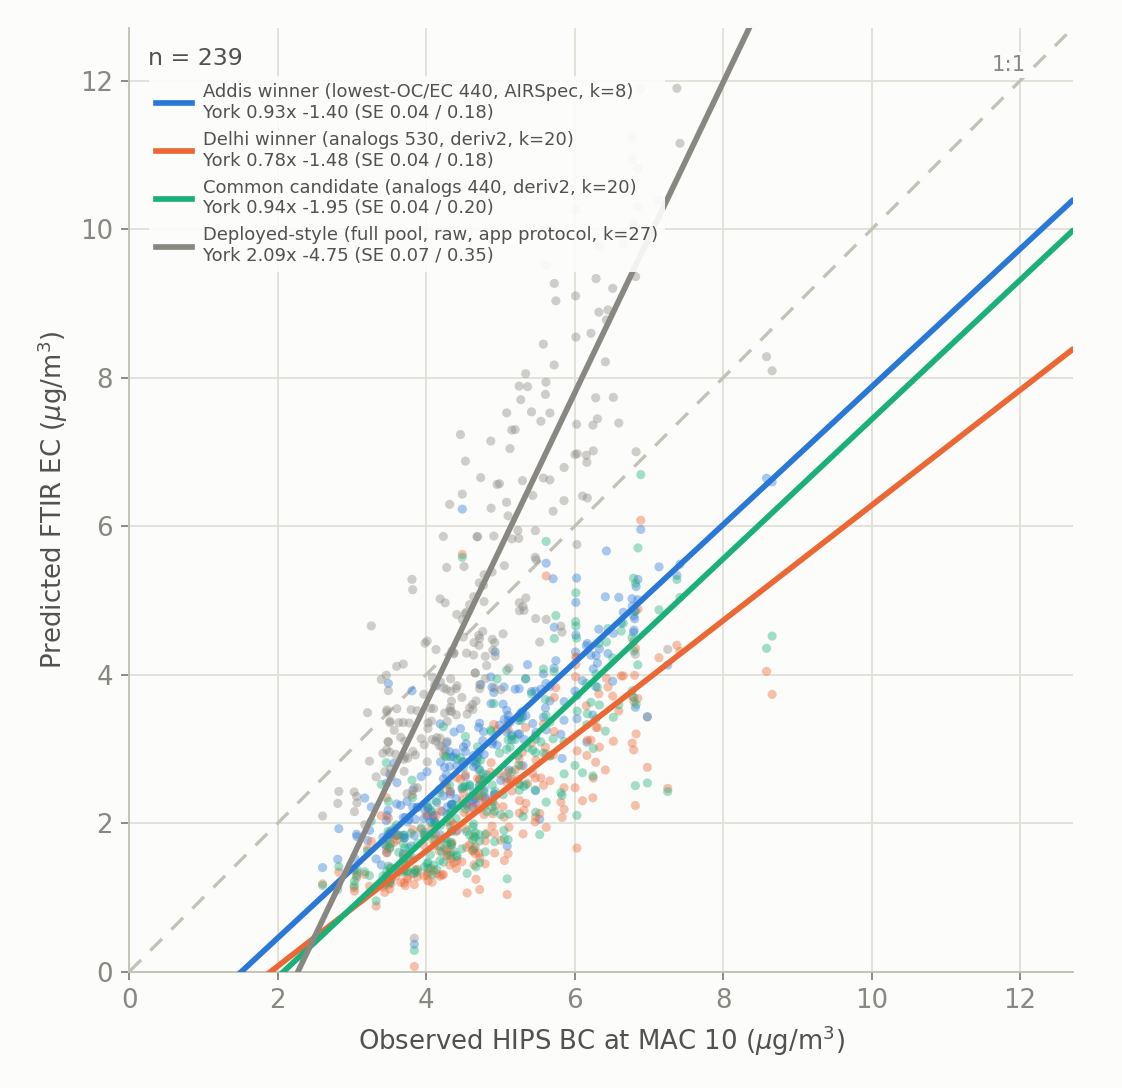 n = 239
Addis winner (lowest-OC/EC 440, AIRSpec, k=8)
York 0.93x -1.40 (SE 0.04 / 0.18)
Delhi winner (analogs 530, deriv2, k=20)
York 0.78x -1.48 (SE 0.04 / 0.18)
Common candidate (analogs 440, deriv2, k=20)
York 0.94x -1.95 (SE 0.04 / 0.20)
Deployed-style (full pool, raw, app protocol, k=27)
York 2.09x -4.75 (SE 0.07 / 0.35)
1:1
12
10
8
6
4
2
0
Predicted FTIR EC (μg/m³)
0 2 4 6 8 10 12
Observed HIPS BC at MAC 10 (μg/m³)